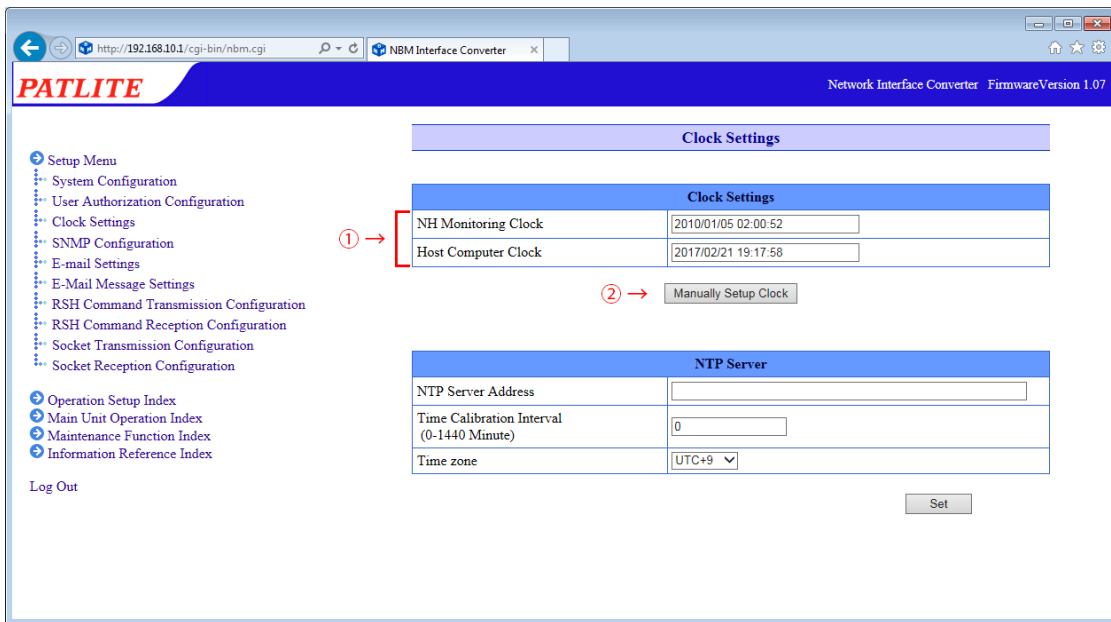 http://192.168.10.1/cgi-bin/nbm.cgi
NBM Interface Converter
PATLITE
Network Interface Converter FirmwareVersion 1.07
Setup Menu
System Configuration
User Authorization Configuration
Clock Settings
SNMP Configuration
E-mail Settings
E-Mail Message Settings
RSH Command Transmission Configuration
RSH Command Reception Configuration
Socket Transmission Configuration
Socket Reception Configuration
Operation Setup Index
Main Unit Operation Index
Maintenance Function Index
Information Reference Index
Log Out
Clock Settings
Clock Settings
① →
NH Monitoring Clock 2010/01/05 02:00:52
Host Computer Clock 2017/02/21 19:17:58
② → Manually Setup Clock
NTP Server
NTP Server Address
Time Calibration Interval
(0-1440 Minute) 0
Time zone UTC+9
Set